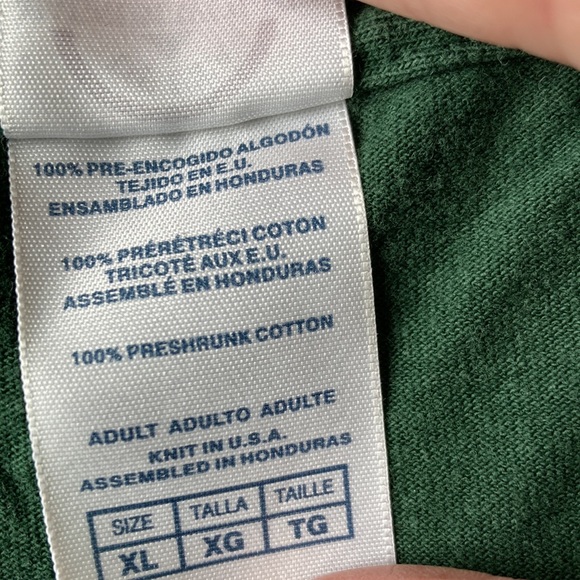 100% PRE-ENCOGIDO ALGODÓN
TEJIDO EN E.U.
ENSAMBLADO EN HONDURAS
100% PRÉRÉTRÉCI COTON
TRICOTÉ AUX E.U.
ASSEMBLÉ EN HONDURAS
100% PRESHRUNK COTTON
ADULT ADULTO ADULTE
KNIT IN U.S.A.
ASSEMBLED IN HONDURAS
SIZE TALLA TAILLE
XL XG TG